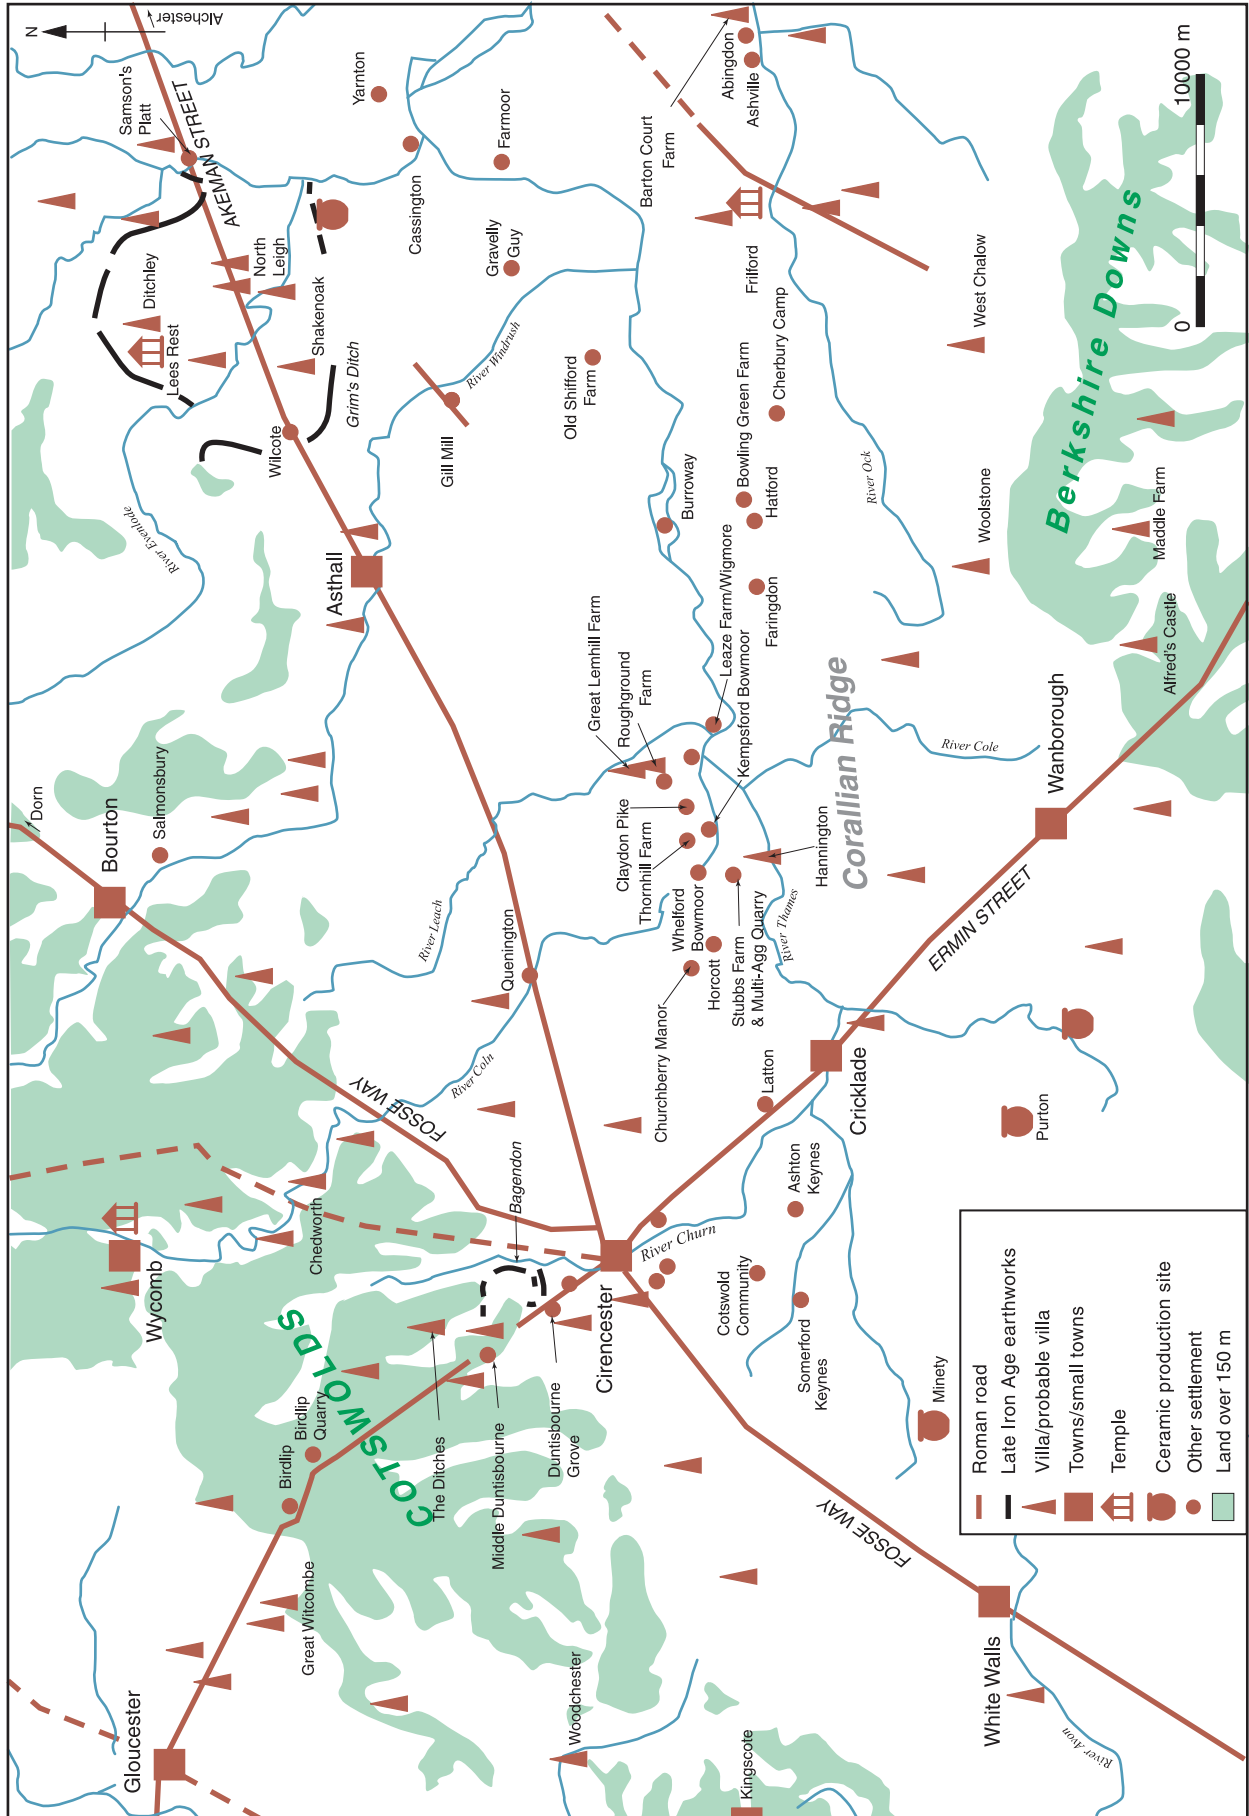 N
Alchester
Samson's
Platt
AKEMAN STREET
Yarnton
Cassington
Farmoor
Gravelly
Guy
Barton Court
Farm
Abingdon
Ashville
Frilford
Ditchley
Lees Rest
North
Leigh
Shakenoak
Grim's Ditch
Wilcote
River Evenlode
River Windrush
Gill Mill
Old Shifford
Farm
Burroway
Bowling Green Farm
Hatford
Cherbury Camp
Faringdon
River Ock
West Chalow
Woolstone
Berkshire Downs
0
10000 m
Maddle Farm
Alfred's Castle
Asthall
Great Lemhill Farm
Roughground
Farm
Leaze Farm/Wigmore
Kempsford Bowmoor
Claydon Pike
Thornhill Farm
Whelford
Bowmoor
Horcott
Stubbs Farm
& Multi-Agg Quarry
Churchberry Manor
Hannington
Corallian Ridge
River Cole
River Thames
Wanborough
ERMIN STREET
Dorn
Bourton
Salmonsbury
River Leach
Quenington
River Coln
FOSSE WAY
Latton
Cricklade
Purton
Ashton
Keynes
Wycomb
Chedworth
Bagendon
River Churn
Cirencester
Cotswold
Community
Somerford
Keynes
Minety
COTSWOLDS
Birdlip
Birdlip
Quarry
The Ditches
Middle Duntisbourne
Duntisbourne
Grove
Great Witcombe
Gloucester
Woodchester
Kingscote
FOSSE WAY
White Walls
River Avon
Roman road
Late Iron Age earthworks
Villa/probable villa
Towns/small towns
Temple
Ceramic production site
Other settlement
Land over 150 m